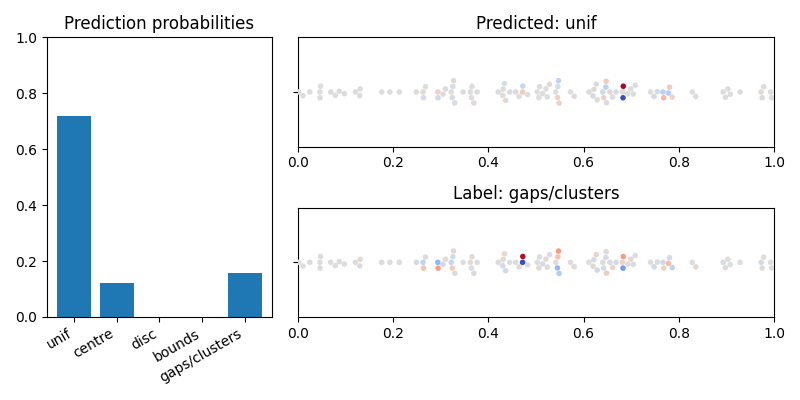 Prediction probabilities
1.0
0.8
0.6
0.4
0.2
0.0
unif
centre
disc
bounds
gaps/clusters
Predicted: unif
0.0 0.2 0.4 0.6 0.8 1.0
Label: gaps/clusters
0.0 0.2 0.4 0.6 0.8 1.0